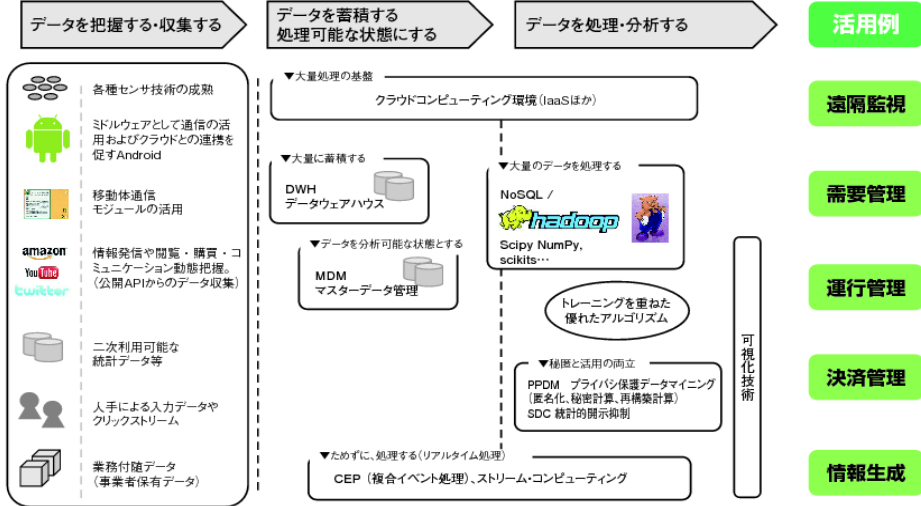 データを把握する・収集する
データを蓄積する
処理可能な状態にする
データを処理・分析する
活用例
各種センサ技術の成熟
ミドルウェアとして通信の活
用およびクラウドとの連携を
促すAndroid
移動体通信
モジュールの活用
amazon
YouTube
twitter
情報発信や閲覧・購買・コ
ミュニケーション動態把握。
(公開APIからのデータ収集)
二次利用可能な
統計データ等
人手による入力データや
クリックストリーム
業務付随データ
(事業者保有データ)
▼大量処理の基盤
クラウドコンピューティング環境(IaaSほか)
▼大量に蓄積する
DWH
データウェアハウス
▼データを分析可能な状態とする
MDM
マスターデータ管理
▼大量のデータを処理する
NoSQL /
hadoop
Scipy NumPy,
scikits…
トレーニングを重ねた
優れたアルゴリズム
▼秘匿と活用の両立
PPDM プライバシ保護データマイニング
(匿名化、秘密計算、再構築計算)
SDC 統計的開示抑制
▼ためずに、処理する(リアルタイム処理)
CEP (複合イベント処理)、ストリーム・コンピューティング
可視化技術
遠隔監視
需要管理
運行管理
決済管理
情報生成